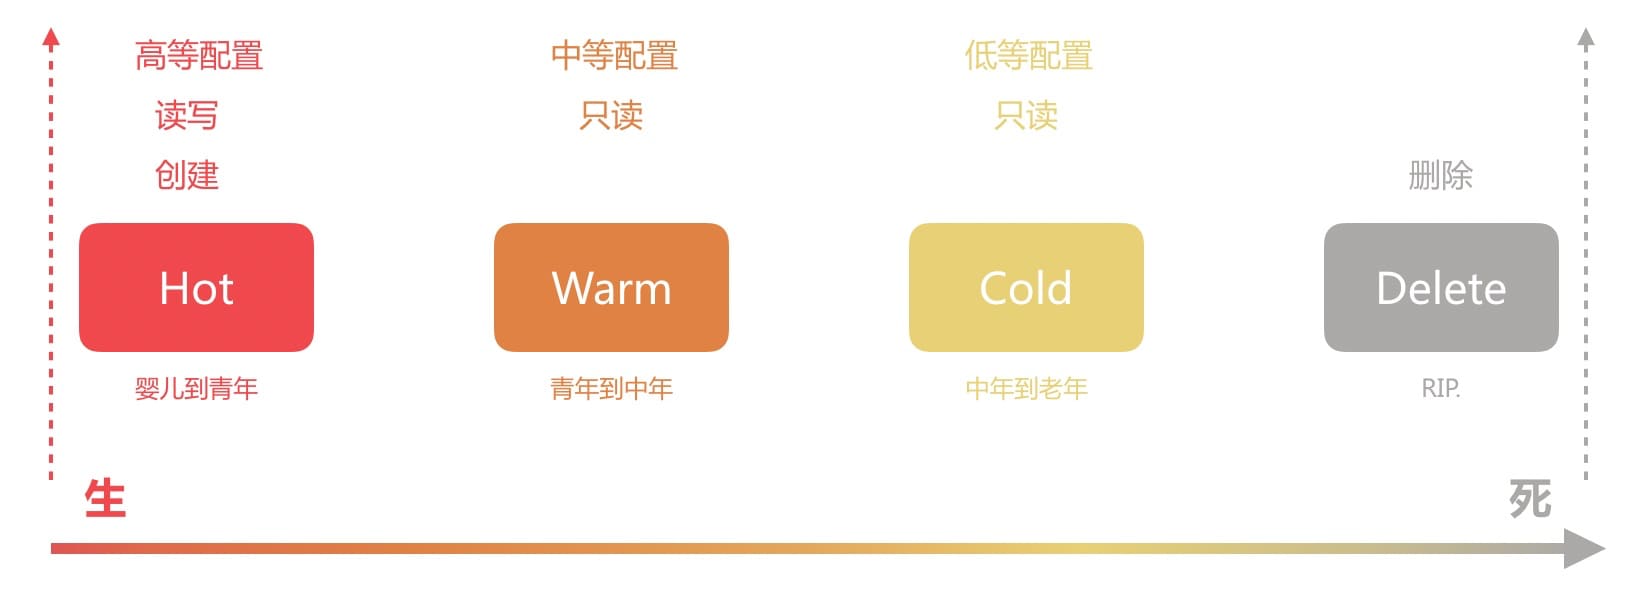 高等配置
读写
创建
Hot
婴儿到青年
中等配置
只读
Warm
青年到中年
低等配置
只读
Cold
中年到老年
删除
Delete
RIP.
生
死